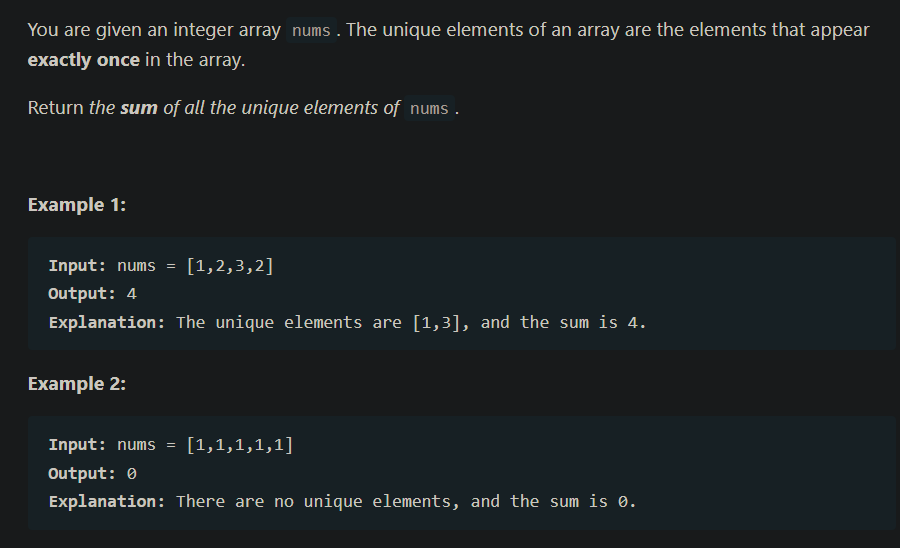 You are given an integer array nums . The unique elements of an array are the elements that appear
exactly once in the array.
Return the sum of all the unique elements of nums .
Example 1:
Input: nums = [1,2,3,2]
Output: 4
Explanation: The unique elements are [1,3], and the sum is 4.
Example 2:
Input: nums = [1,1,1,1,1]
Output: 0
Explanation: There are no unique elements, and the sum is 0.